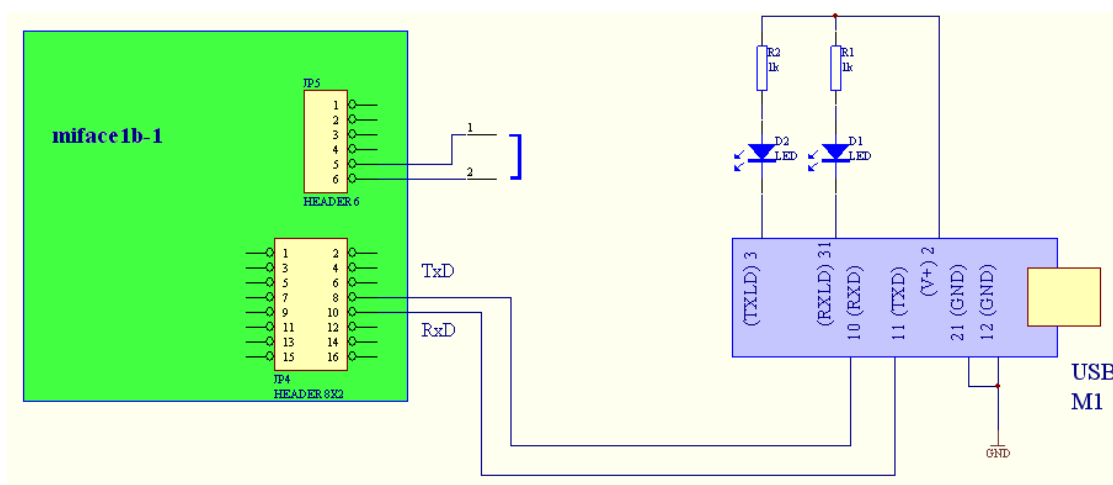 miface1b-1
JP5
1
2
3
4
5
6
HEADER 6
1
2
1 2
3 4
5 6
7 8
9 10
11 12
13 14
15 16
JP4
HEADER 8X2
TxD
RxD
R2
1k
R1
1k
D2
LED
D1
LED
(TXLD) 3
(RXLD) 31
10 (RXD)
11 (TXD)
(V+) 2
21 (GND)
12 (GND)
USB
M1
GND